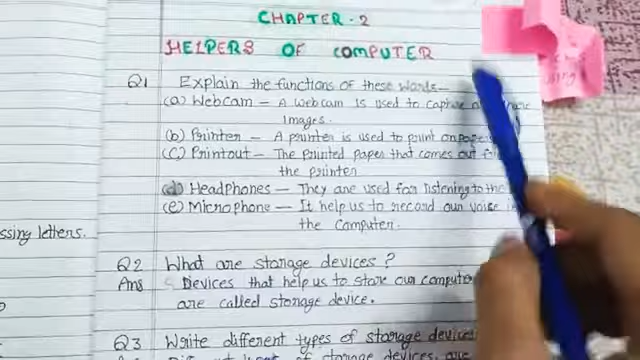 CHAPTER - 2
HELPERS OF COMPUTER
Q1 Explain the functions of these words-
(a) Webcam - A webcam is used to capture
images.
(b) Printer - A printer is used to print on
(c) Printout - The printed paper that comes out
the printer
(d) Headphones - They are used for listening to the
(e) Microphone - It help us to record our voice
the computer.
ssing letters.
Q2 What are storage devices?
Ans Devices that help us to store our computer
are called storage device.
Q3 Write different types of storage devices
of storage devices are